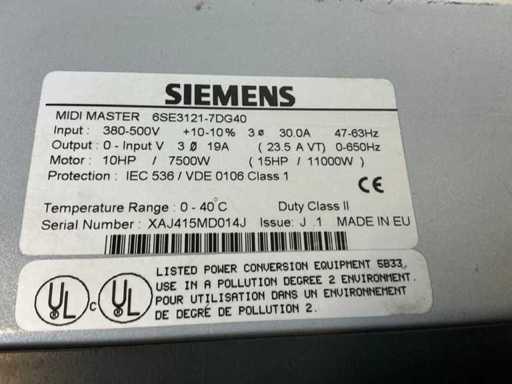 SIEMENS
MIDI MASTER 6SE3121-7DG40
Input : 380-500V +10-10% 3 ø 30.0A 47-63Hz
Output : 0 - Input V 3 Ø 19A ( 23.5 A VT) 0-650Hz
Motor : 10HP / 7500W ( 15HP / 11000W )
Protection : IEC 536 / VDE 0106 Class 1
CE
Temperature Range : 0 - 40°C Duty Class II
Serial Number : XAJ415MD014J Issue: J .1 MADE IN EU
LISTED POWER CONVERSION EQUIPMENT 5B33,
USE IN A POLLUTION DEGREE 2 ENVIRONMENT.
POUR UTILISATION DANS UN ENVIRONNEMENT
DE DEGRÉ DE POLLUTION 2.
UL C UL